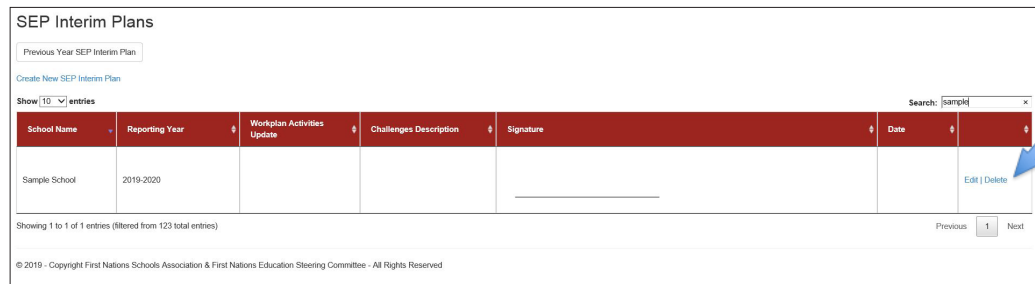 SEP Interim Plans
Previous Year SEP Interim Plan
Create New SEP Interim Plan
Show 10 entries Search: sample ×
School Name Reporting Year Workplan Activities Update Challenges Description Signature Date
Sample School 2019-2020 Edit | Delete
Showing 1 to 1 of 1 entries (filtered from 123 total entries) Previous 1 Next
© 2019 - Copyright First Nations Schools Association & First Nations Education Steering Committee - All Rights Reserved